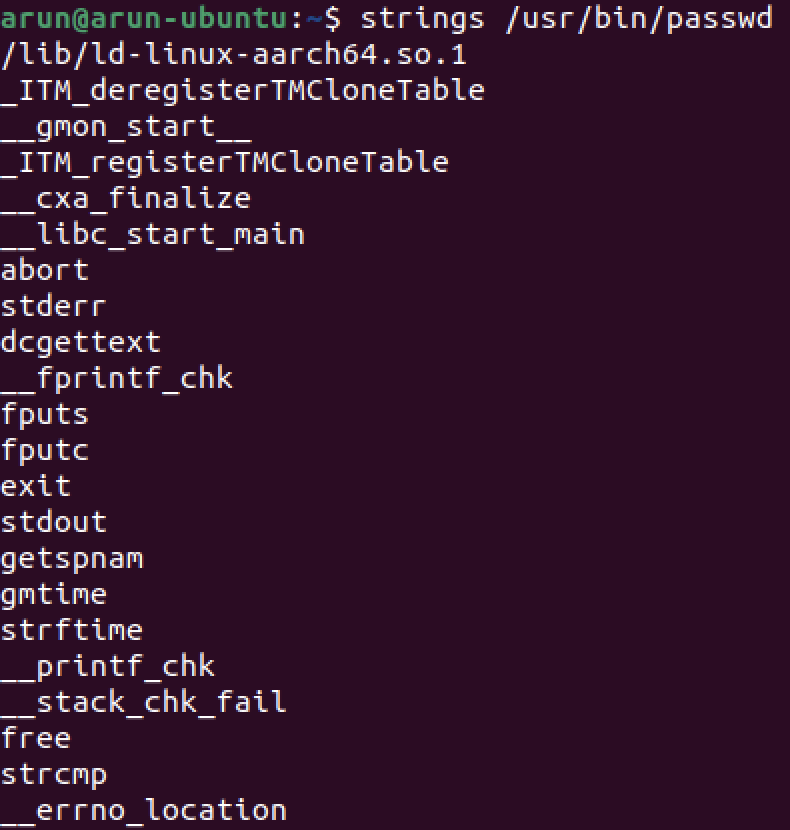 arun@arun-ubuntu:~$ strings /usr/bin/passwd
/lib/ld-linux-aarch64.so.1
_ITM_deregisterTMCloneTable
__gmon_start__
_ITM_registerTMCloneTable
__cxa_finalize
__libc_start_main
abort
stderr
dcgettext
__fprintf_chk
fputs
fputc
exit
stdout
getspnam
gmtime
strftime
__printf_chk
__stack_chk_fail
free
strcmp
__errno_location